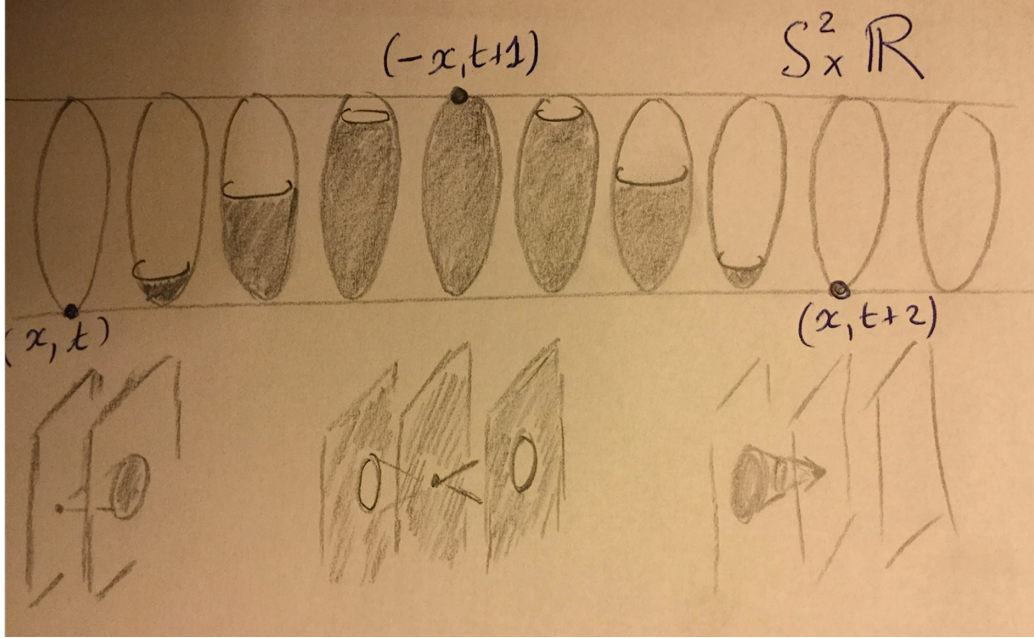 (-x, t+1)
S² × ℝ
(x, t)
(x, t+2)